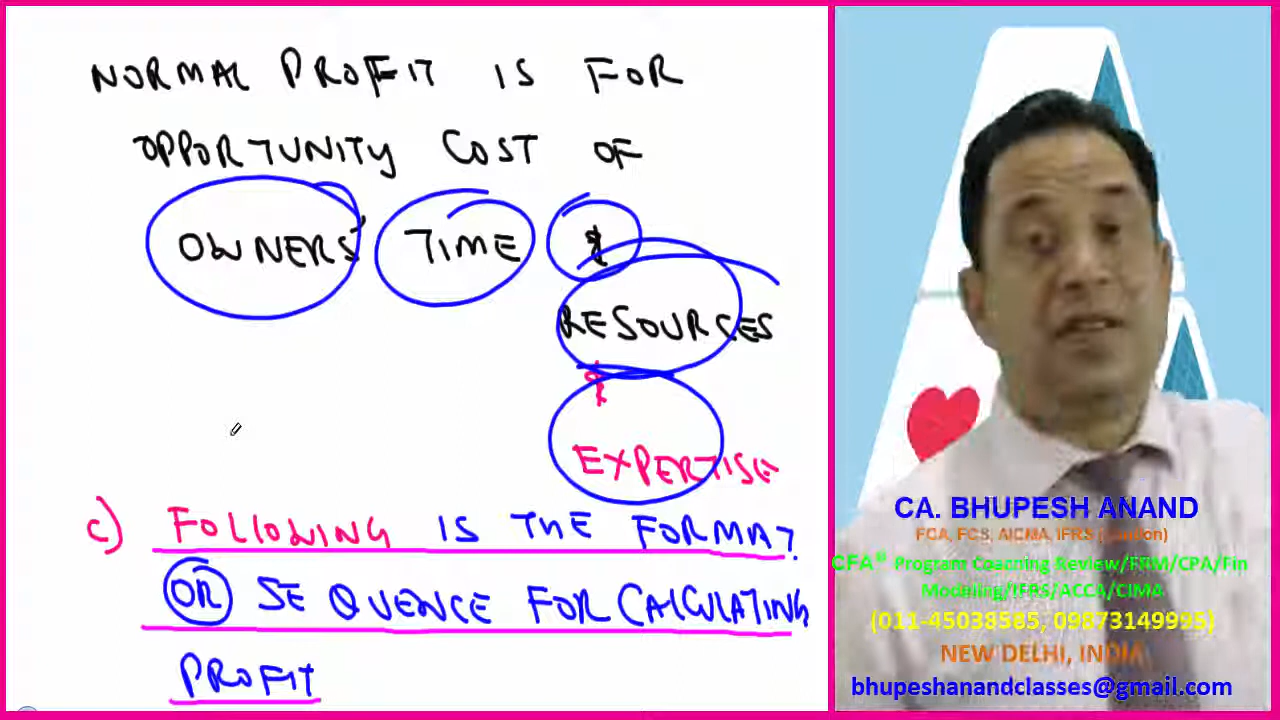 NORMAL PROFIT IS FOR
OPPORTUNITY COST OF
OWNERS' TIME &
RESOURCES
&
EXPERTISE
c) FOLLOWING IS THE FORMAT
OR SEQUENCE FOR CALCULATING
PROFIT
CA. BHUPESH ANAND
FCA, FCS, AICMA, IFRS (London)
CFA® Program Coaching Review/FRM/CPA/Fin
Modeling/IFRS/ACCA/CIMA
(011-45038585, 09873149995)
NEW DELHI, INDIA
bhupeshanandclasses@gmail.com